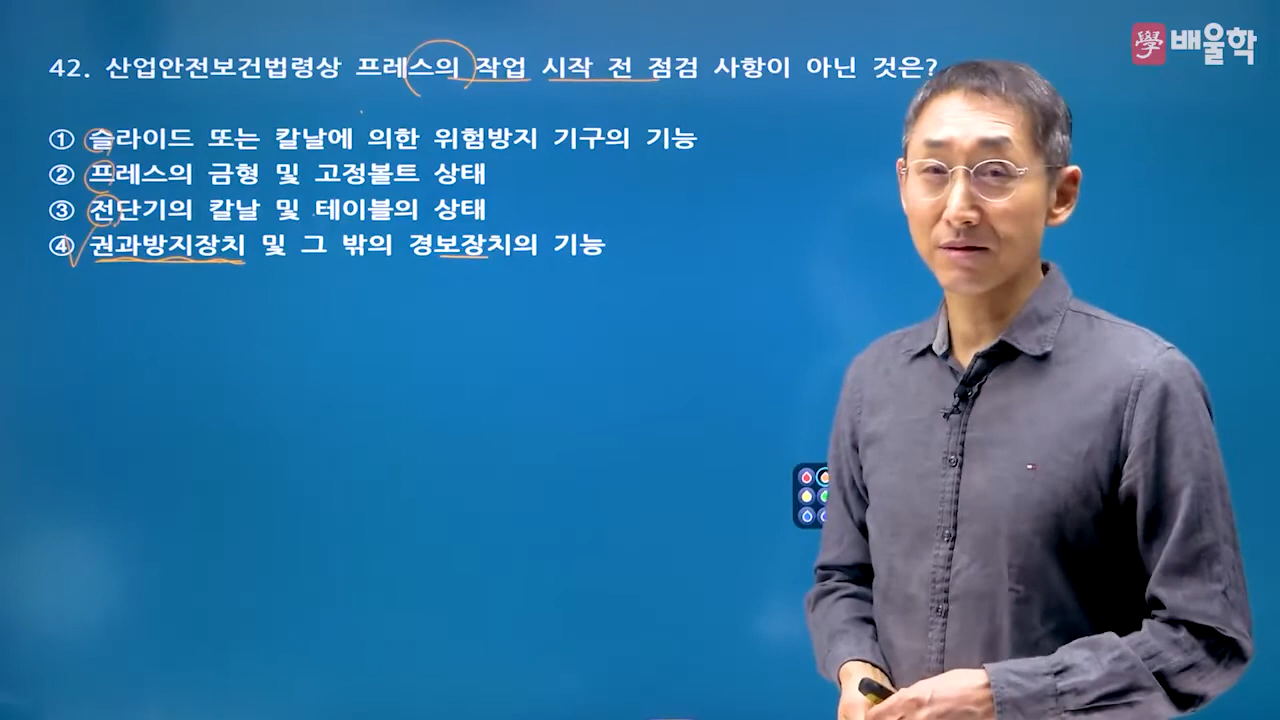 學 배울학
42. 산업안전보건법령상 프레스의 작업 시작 전 점검 사항이 아닌 것은?
① 슬라이드 또는 칼날에 의한 위험방지 기구의 기능
② 프레스의 금형 및 고정볼트 상태
③ 전단기의 칼날 및 테이블의 상태
④ 권과방지장치 및 그 밖의 경보장치의 기능